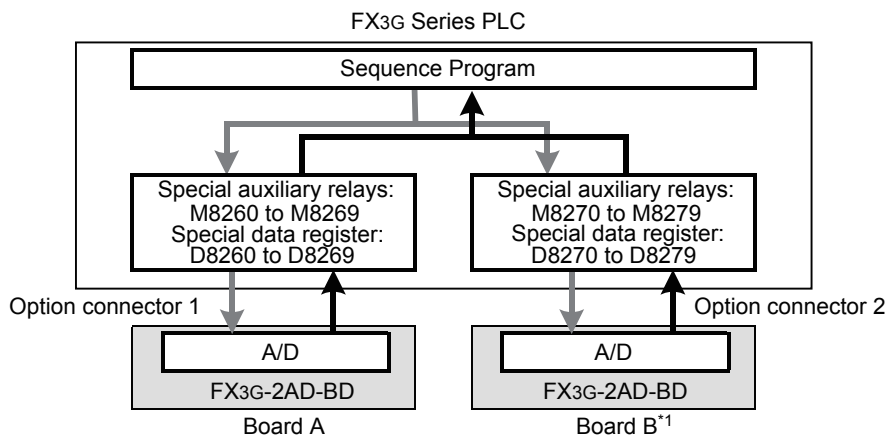 FX3G Series PLC
Sequence Program
Special auxiliary relays:
M8260 to M8269
Special data register:
D8260 to D8269
Special auxiliary relays:
M8270 to M8279
Special data register:
D8270 to D8279
Option connector 1
Option connector 2
A/D
FX3G-2AD-BD
Board A
A/D
FX3G-2AD-BD
Board B*1